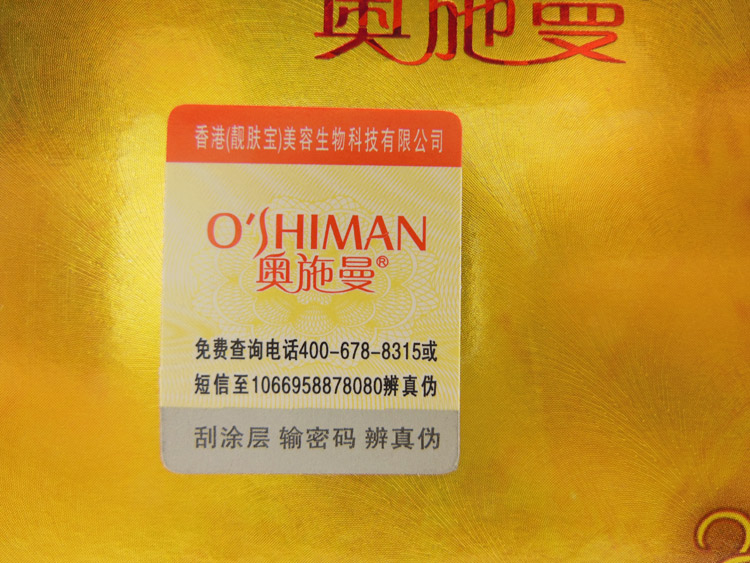 奥施曼
香港(靓肤宝)美容生物科技有限公司
O'SHIMAN
奥施曼®
免费查询电话400-678-8315或
短信至1066958878080辨真伪
刮涂层 输密码 辨真伪